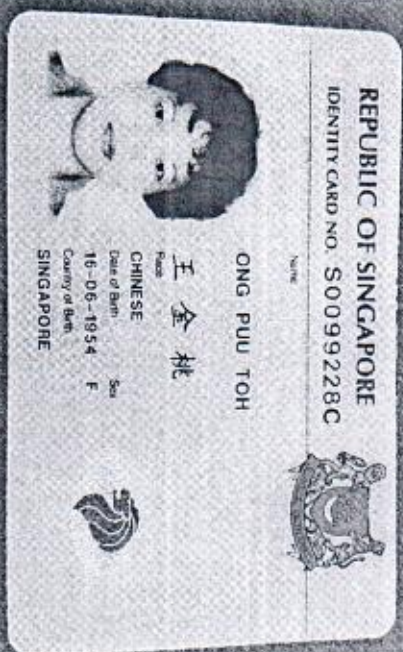 REPUBLIC OF SINGAPORE
IDENTITY CARD NO. S0099228C
Name
ONG PUU TOH
王金桃
Race
CHINESE
Date of Birth Sex
16-06-1954 F
Country of Birth
SINGAPORE